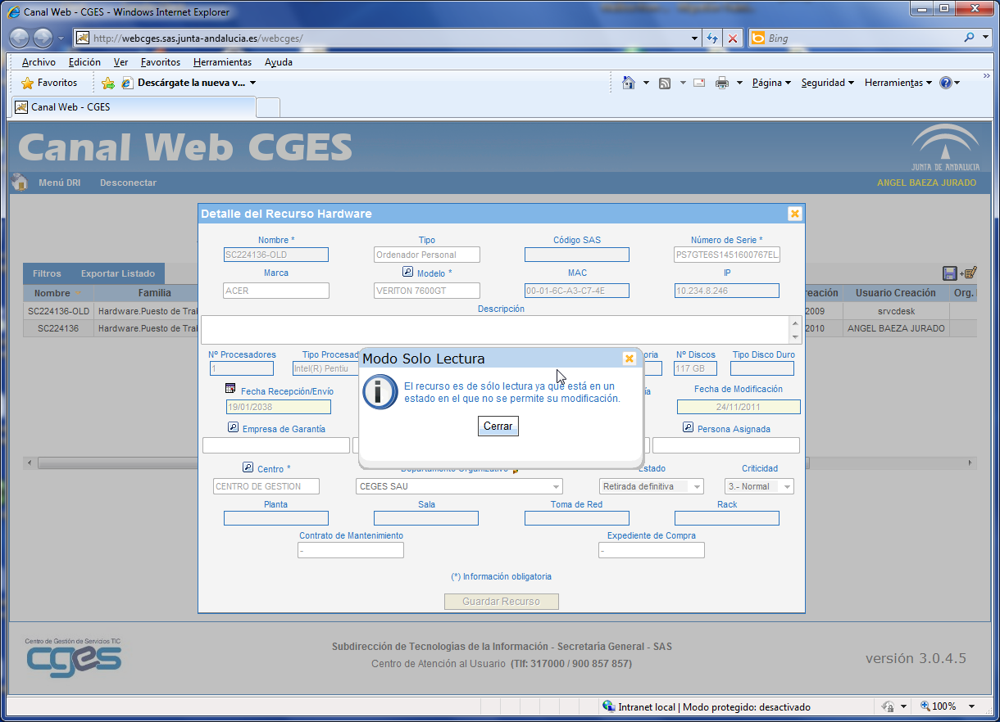 Canal Web - CGES - Windows Internet Explorer
http://webcges.sas.junta-andalucia.es/webcges/
Bing
Archivo Edición Ver Favoritos Herramientas Ayuda
Favoritos Descárgate la nueva v...
Página Seguridad Herramientas
Canal Web - CGES
Canal Web CGES
JUNTA DE ANDALUCIA
Menú DRI Desconectar
ANGEL BAEZA JURADO
Detalle del Recurso Hardware
Nombre * Tipo Código SAS Número de Serie *
SC224136-OLD Ordenador Personal PS7GTE6S1451600767EL
Marca Modelo * MAC IP
ACER VERITON 7600GT 00-01-6C-A3-C7-4E 10.234.8.246
Descripción
Filtros Exportar Listado
Nombre Familia Usuario Creación Org.
SC224136-OLD Hardware.Puesto de Tral 2009 srvcdesk
SC224136 Hardware.Puesto de Tral 2010 ANGEL BAEZA JURADO
Nº Procesadores Tipo Procesad Nº Discos Tipo Disco Duro
1 Intel(R) Pentiu 117 GB
Fecha Recepción/Envío Fecha de Modificación
19/01/2038 24/11/2011
Empresa de Garantía Persona Asignada
Modo Solo Lectura
El recurso es de sólo lectura ya que está en un
estado en el que no se permite su modificación.
Cerrar
Centro * Departamento Organizativo Estado Criticidad
CENTRO DE GESTION CEGES SAU Retirada definitiva 3.- Normal
Planta Sala Toma de Red Rack
Contrato de Mantenimiento Expediente de Compra
- -
(*) Información obligatoria
Guardar Recurso
Centro de Gestión de Servicios TIC
cges
Subdirección de Tecnologías de la Información - Secretaría General - SAS
Centro de Atención al Usuario (Tlf: 317000 / 900 857 857)
versión 3.0.4.5
Intranet local | Modo protegido: desactivado
100%